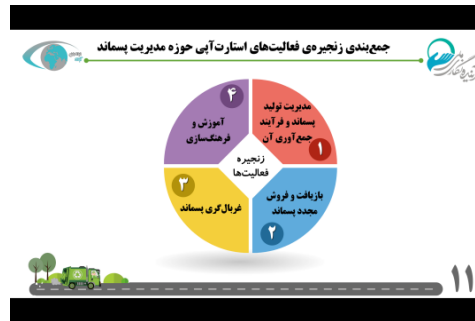 جمع‌بندی زنجیره‌ی فعالیت‌های استارت‌آپی حوزه مدیریت پسماند
مدیریت تولید
پسماند و فرآیند
جمع‌آوری آن
۱
بازیافت و فروش
مجدد پسماند
۲
غربال‌گری پسماند
۳
آموزش و
فرهنگ‌سازی
۴
زنجیره
فعالیت‌ها
۱۱